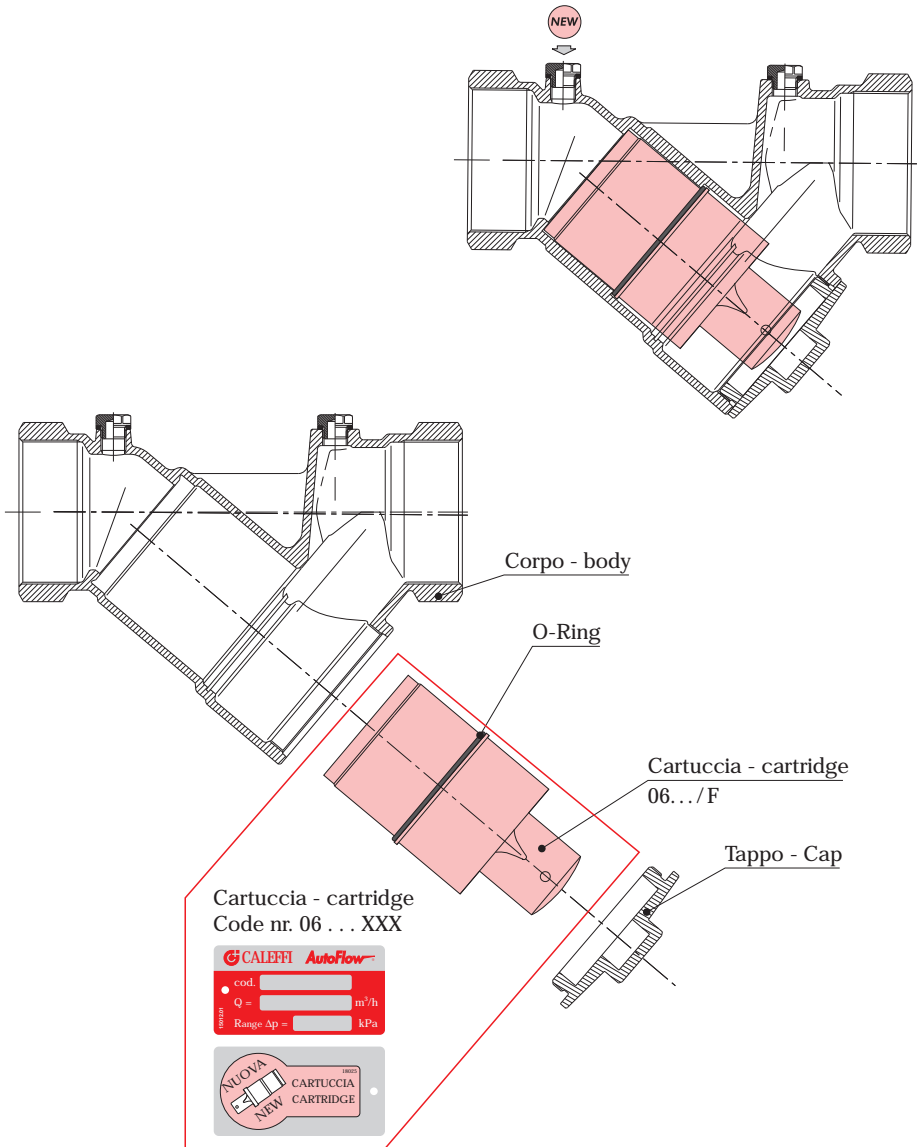 NEW
Corpo - body
O-Ring
Cartuccia - cartridge
06.../F
Tappo - Cap
Cartuccia - cartridge
Code nr. 06 . . . XXX
CALEFFI AutoFlow
cod.
Q = m³/h
Range Δp = kPa
NUOVA
NEW
CARTUCCIA
CARTRIDGE